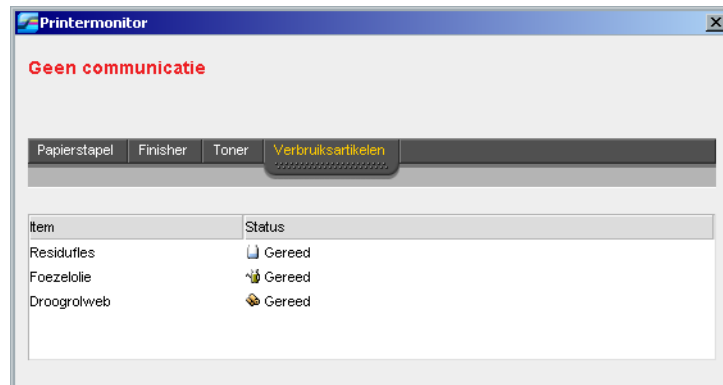 Printermonitor
Geen communicatie
Papierstapel Finisher Toner Verbruiksartikelen
Item Status
Residufles Gereed
Foezelolie Gereed
Droogrolweb Gereed